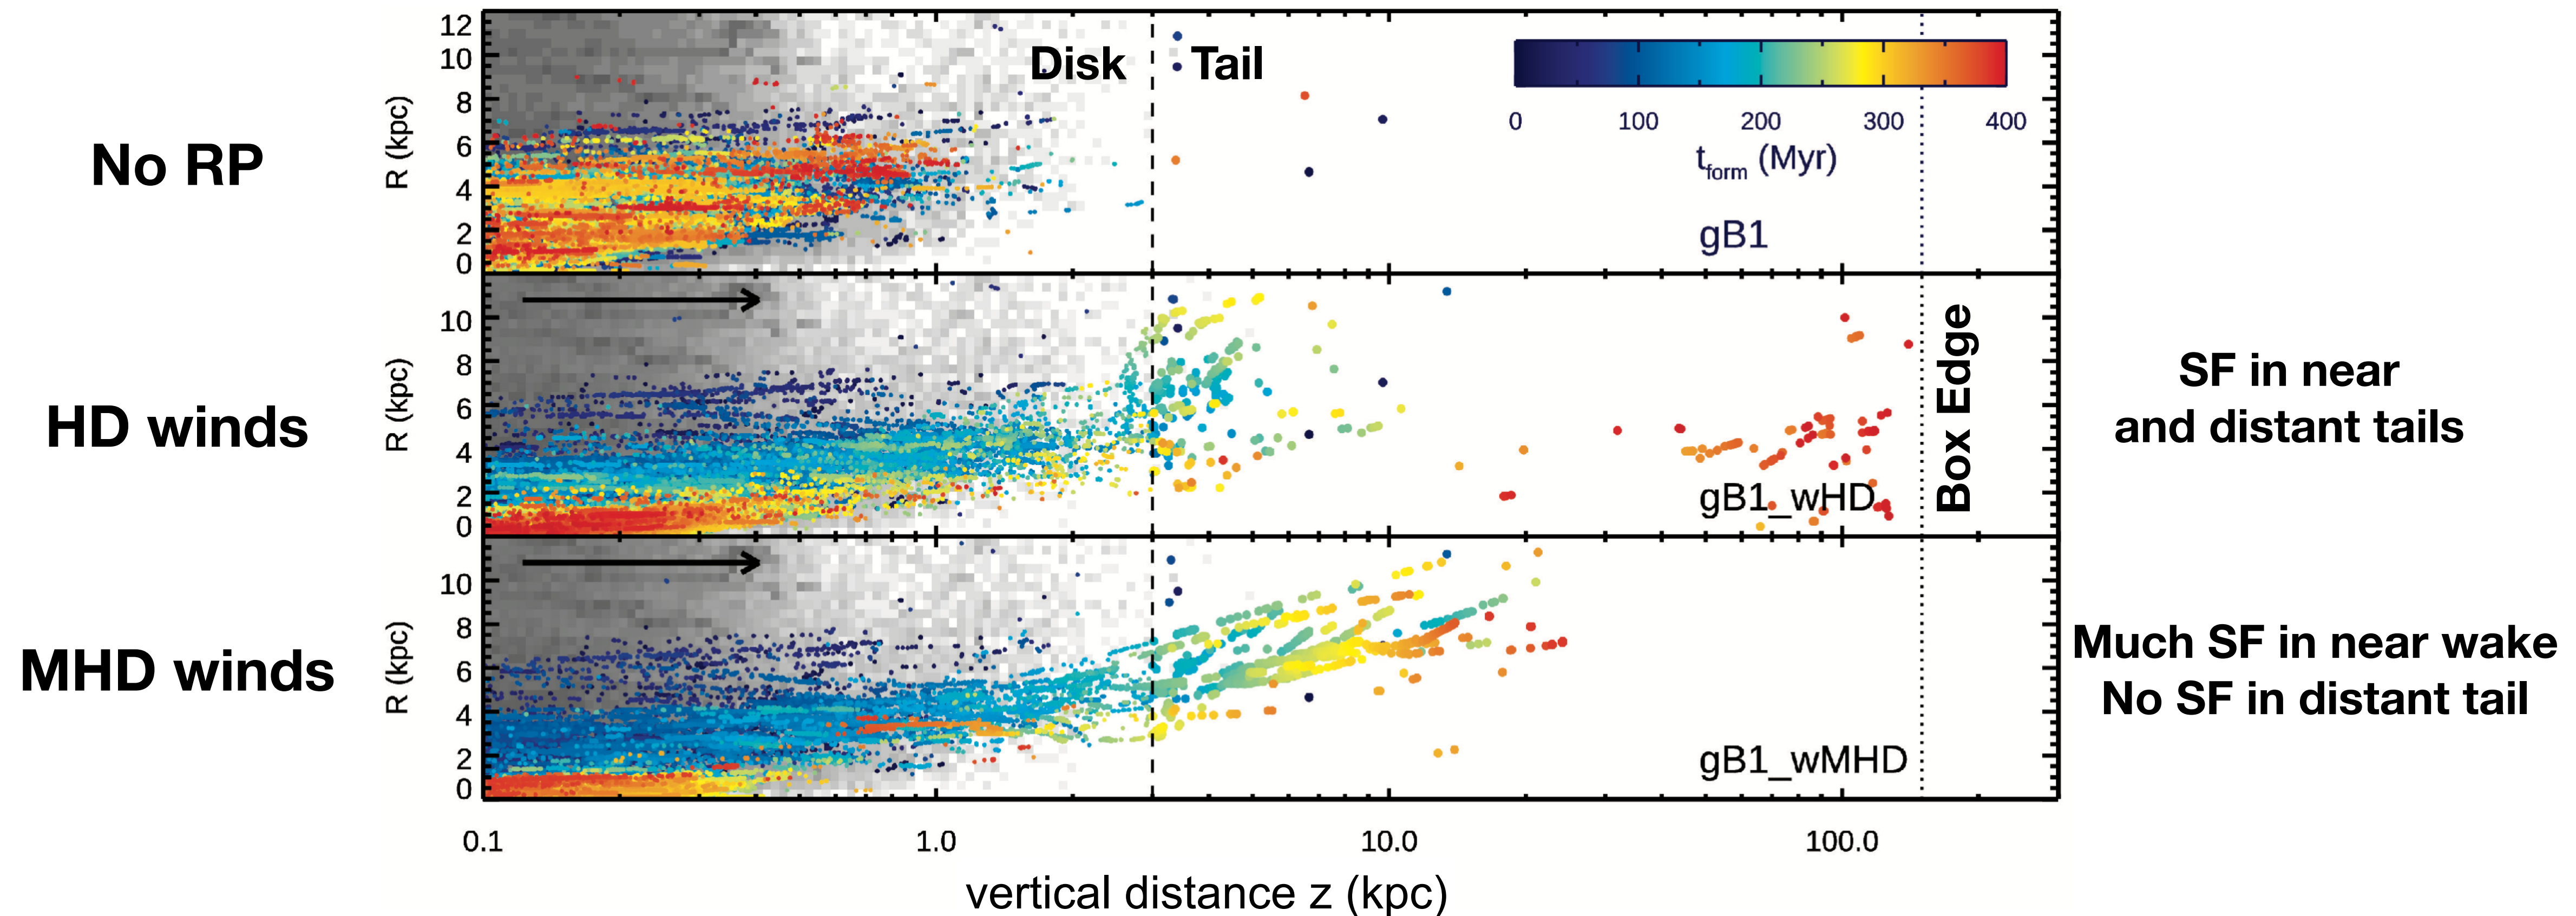 No RP
12
10
8
6
4
2
0
R (kpc)
Disk
Tail
0 100 200 300 400
t_form (Myr)
gB1
HD winds
10
8
6
4
2
0
R (kpc)
gB1_wHD
Box Edge
SF in near
and distant tails
MHD winds
10
8
6
4
2
0
R (kpc)
gB1_wMHD
Much SF in near wake
No SF in distant tail
0.1 1.0 10.0 100.0
vertical distance z (kpc)